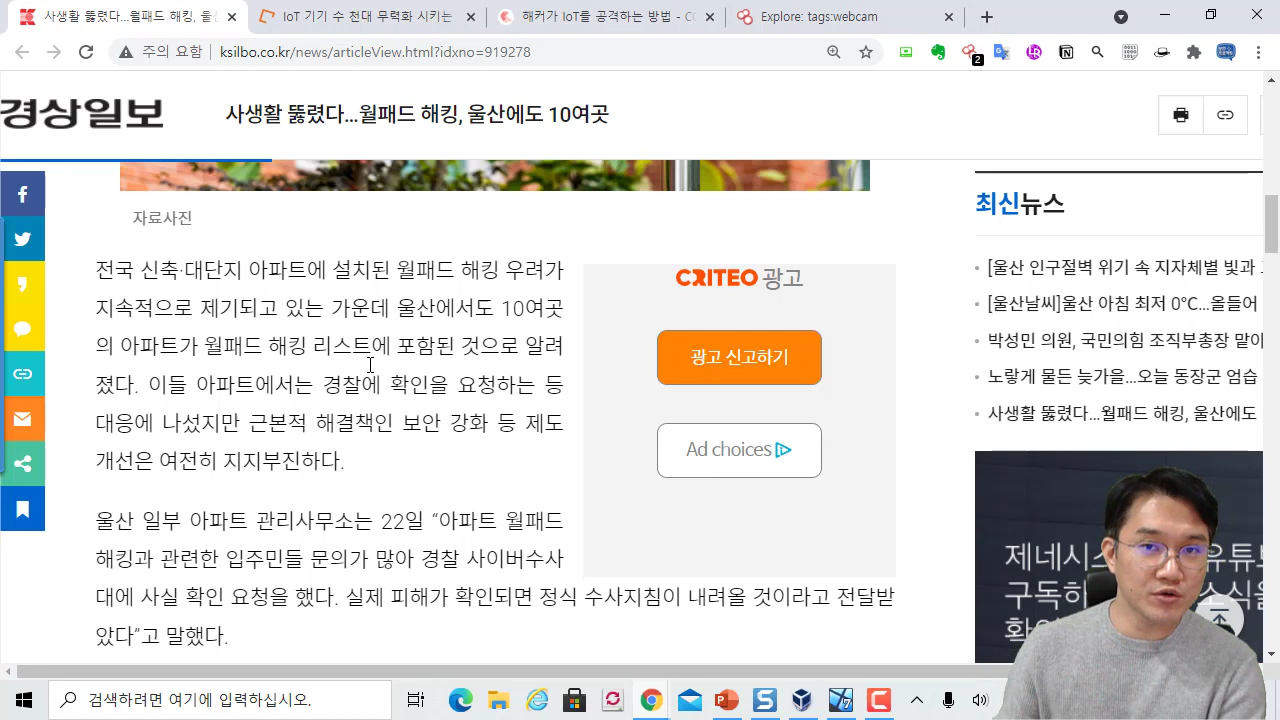 사생활 뚫렸다...월패드 해킹, 울
IoT 기기 수 천대 무력화 시키는
해커가 IoT를 공격하는 방법 - CC
Explore: tags:webcam
주의 요함
ksilbo.co.kr/news/articleView.html?idxno=919278
2
경상일보
사생활 뚫렸다...월패드 해킹, 울산에도 10여곳
자료사진
전국 신축·대단지 아파트에 설치된 월패드 해킹 우려가
지속적으로 제기되고 있는 가운데 울산에서도 10여곳
의 아파트가 월패드 해킹 리스트에 포함된 것으로 알려
졌다. 이들 아파트에서는 경찰에 확인을 요청하는 등
대응에 나섰지만 근본적 해결책인 보안 강화 등 제도
개선은 여전히 지지부진하다.
울산 일부 아파트 관리사무소는 22일 “아파트 월패드
해킹과 관련한 입주민들 문의가 많아 경찰 사이버수사
대에 사실 확인 요청을 했다. 실제 피해가 확인되면 정식 수사지침이 내려올 것이라고 전달받
았다”고 말했다.
CRITEO 광고
광고 신고하기
Ad choices
최신뉴스
[울산 인구절벽 위기 속 지자체별 빛과
[울산날씨]울산 아침 최저 0℃...올들어
박성민 의원, 국민의힘 조직부총장 맡아
노랗게 물든 늦가을...오늘 동장군 엄습
사생활 뚫렸다...월패드 해킹, 울산에도
제네시스
유튜
구독하
소식을
확
검색하려면 여기에 입력하십시오.